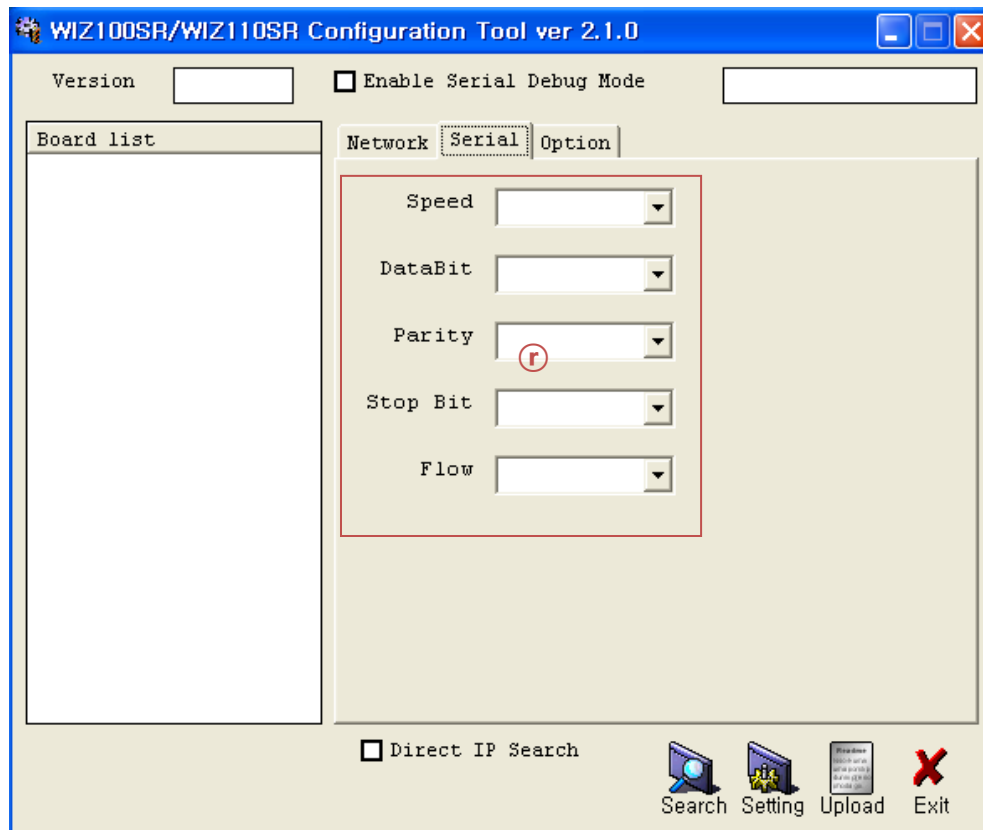 WIZ100SR/WIZ110SR Configuration Tool ver 2.1.0
Version
Enable Serial Debug Mode
Board list
Network Serial Option
Speed
DataBit
Parity
ⓡ
Stop Bit
Flow
Direct IP Search
Readme
Search Setting Upload Exit